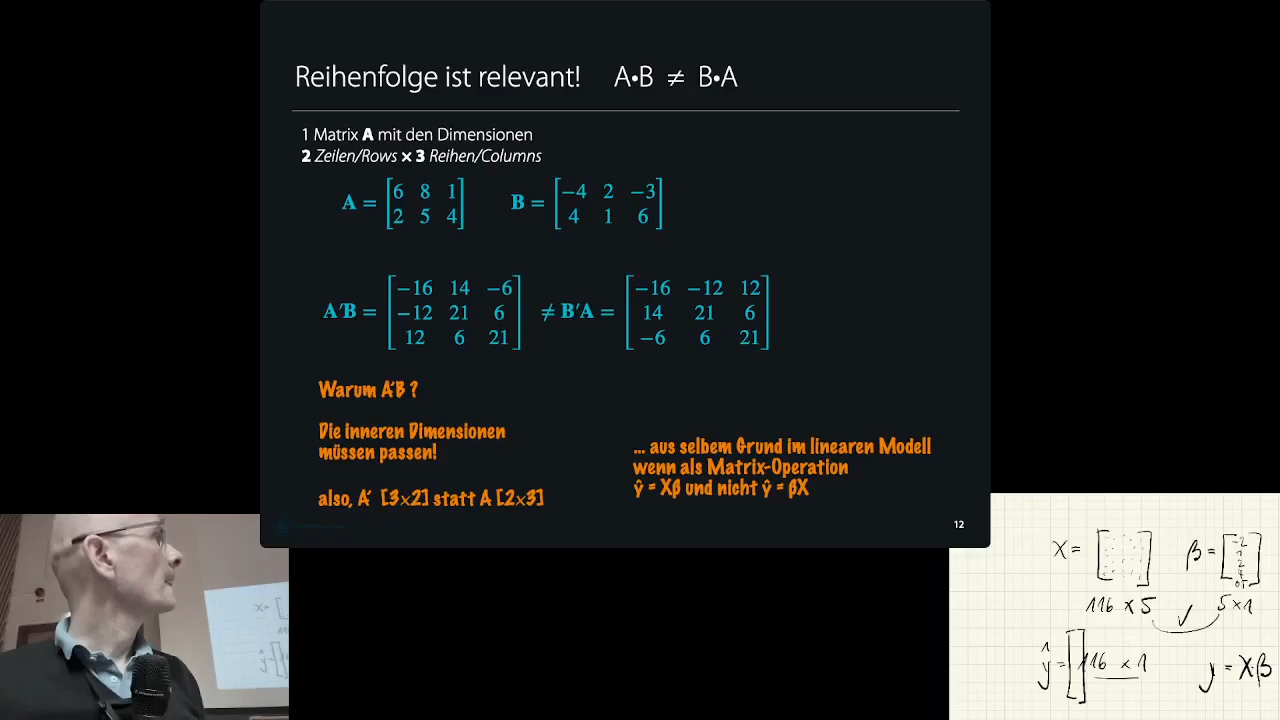 Reihenfolge ist relevant! A•B ≠ B•A
1 Matrix A mit den Dimensionen
2 Zeilen/Rows × 3 Reihen/Columns
A = [6 8 1
2 5 4]
B = [−4 2 −3
4 1 6]
A′B = [−16 14 −6
−12 21 6
12 6 21]
≠ B′A = [−16 −12 12
14 21 6
−6 6 21]
Warum A´B ?
Die inneren Dimensionen
müssen passen!
also, A´ [3×2] statt A [2×3]
... aus selbem Grund im linearen Modell
wenn als Matrix-Operation
ŷ = Xβ und nicht ŷ = βX
12
X = [ ] β = [ ]
116 x 5 ✓ 5 x 1
ŷ = [ ] 116 x 1
y = Xβ